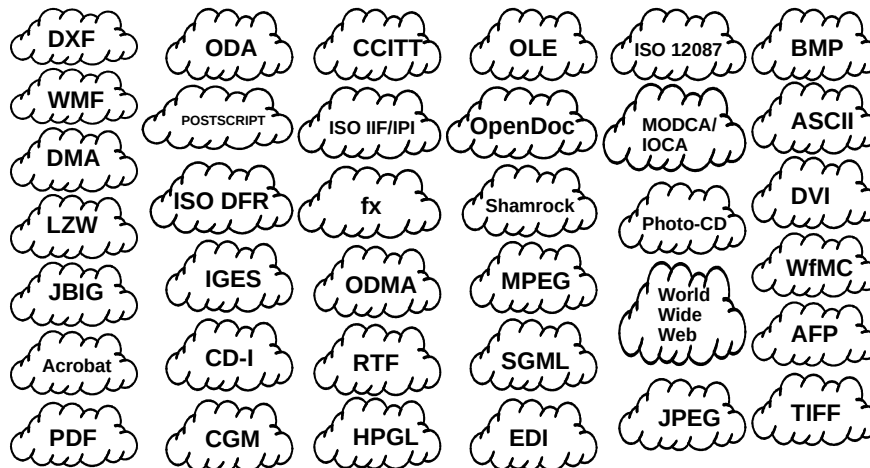 DXF
ODA
CCITT
OLE
ISO 12087
BMP
WMF
POSTSCRIPT
ISO IIF/IPI
OpenDoc
MODCA/
IOCA
ASCII
DMA
ISO DFR
fx
Shamrock
Photo-CD
DVI
LZW
IGES
ODMA
MPEG
World
Wide
Web
WfMC
JBIG
CD-I
RTF
SGML
AFP
Acrobat
CGM
HPGL
EDI
JPEG
TIFF
PDF